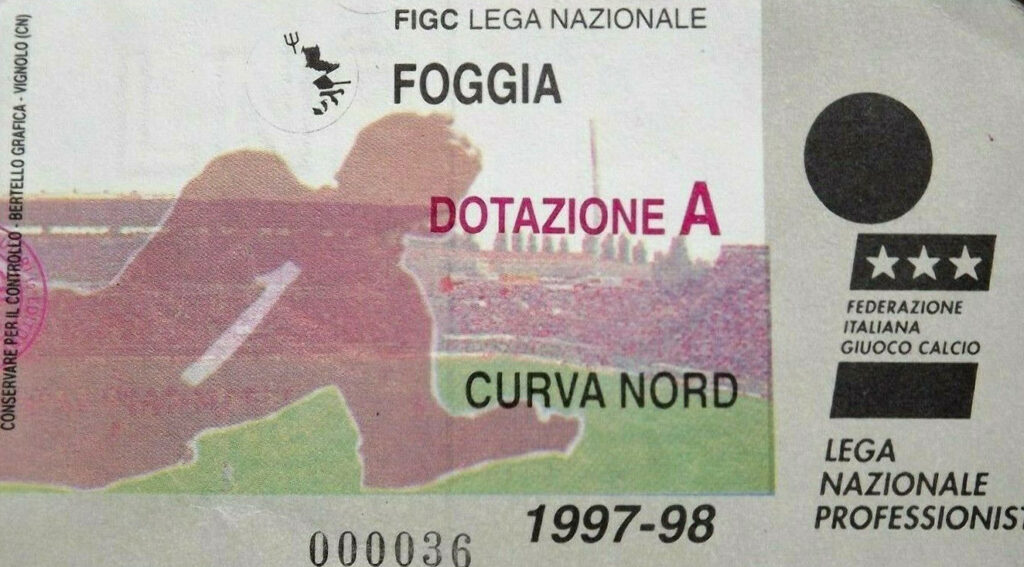 CONSERVARE PER IL CONTROLLO - BERTELLO GRAFICA - VIGNOLO (CN)
FIGC LEGA NAZIONALE
FOGGIA
DOTAZIONE A
1
CURVA NORD
1997-98
000036
FEDERAZIONE
ITALIANA
GIUOCO CALCIO
LEGA
NAZIONALE
PROFESSIONIST